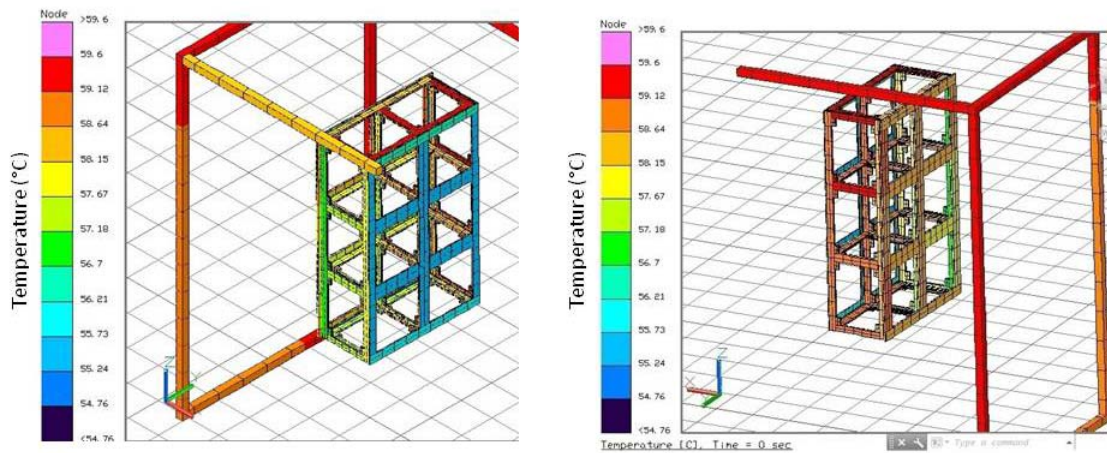 Node
>59.6
59.6
59.12
58.64
58.15
57.67
57.18
56.7
56.21
55.73
55.24
54.76
<54.76
Temperature (°C)
Z
Y
Node
>59.6
59.6
59.12
58.64
58.15
57.67
57.18
56.7
56.21
55.73
55.24
54.76
<54.76
Temperature (°C)
Z
Temperature [C], Time = 0 sec
Type a command